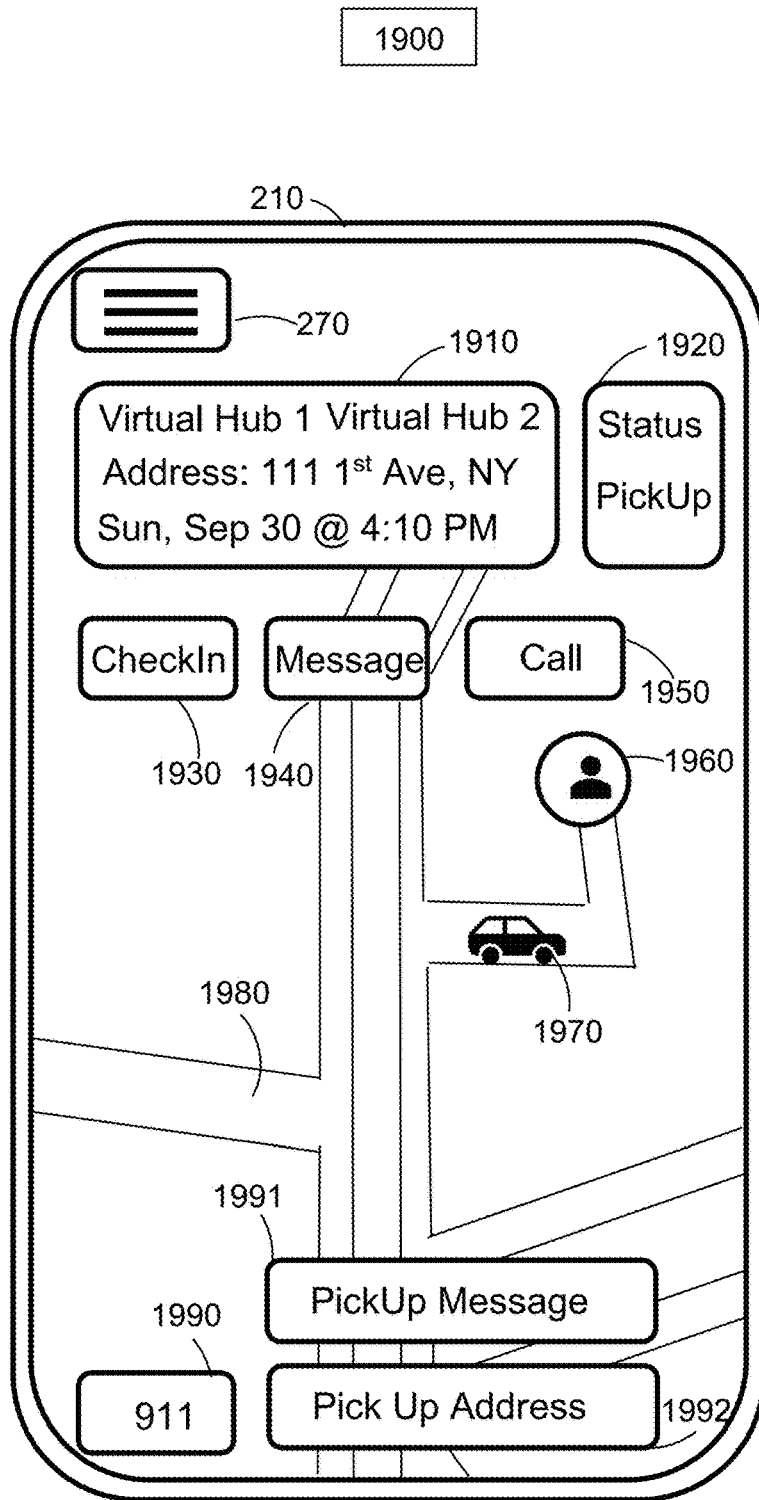 1900
210
270
1910
1920
Virtual Hub 1 Virtual Hub 2
Address: 111 1st Ave, NY
Sun, Sep 30 @ 4:10 PM
Status
PickUp
CheckIn
Message
Call
1950
1930
1940
1960
1970
1980
1991
PickUp Message
1990
911
Pick Up Address
1992